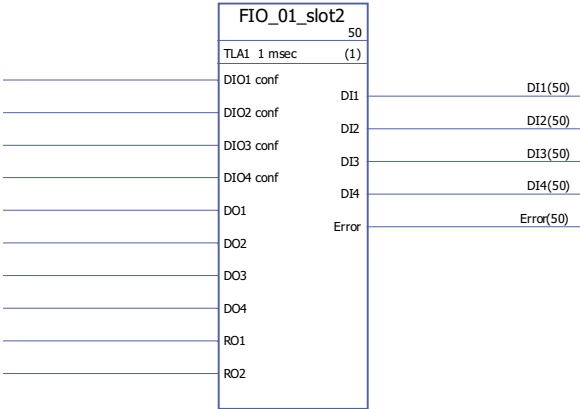 FIO_01_slot2
50
TLA1 1 msec (1)
DIO1 conf
DI1 DI1(50)
DIO2 conf
DI2 DI2(50)
DIO3 conf
DI3 DI3(50)
DIO4 conf
DI4 DI4(50)
DO1
Error Error(50)
DO2
DO3
DO4
RO1
RO2